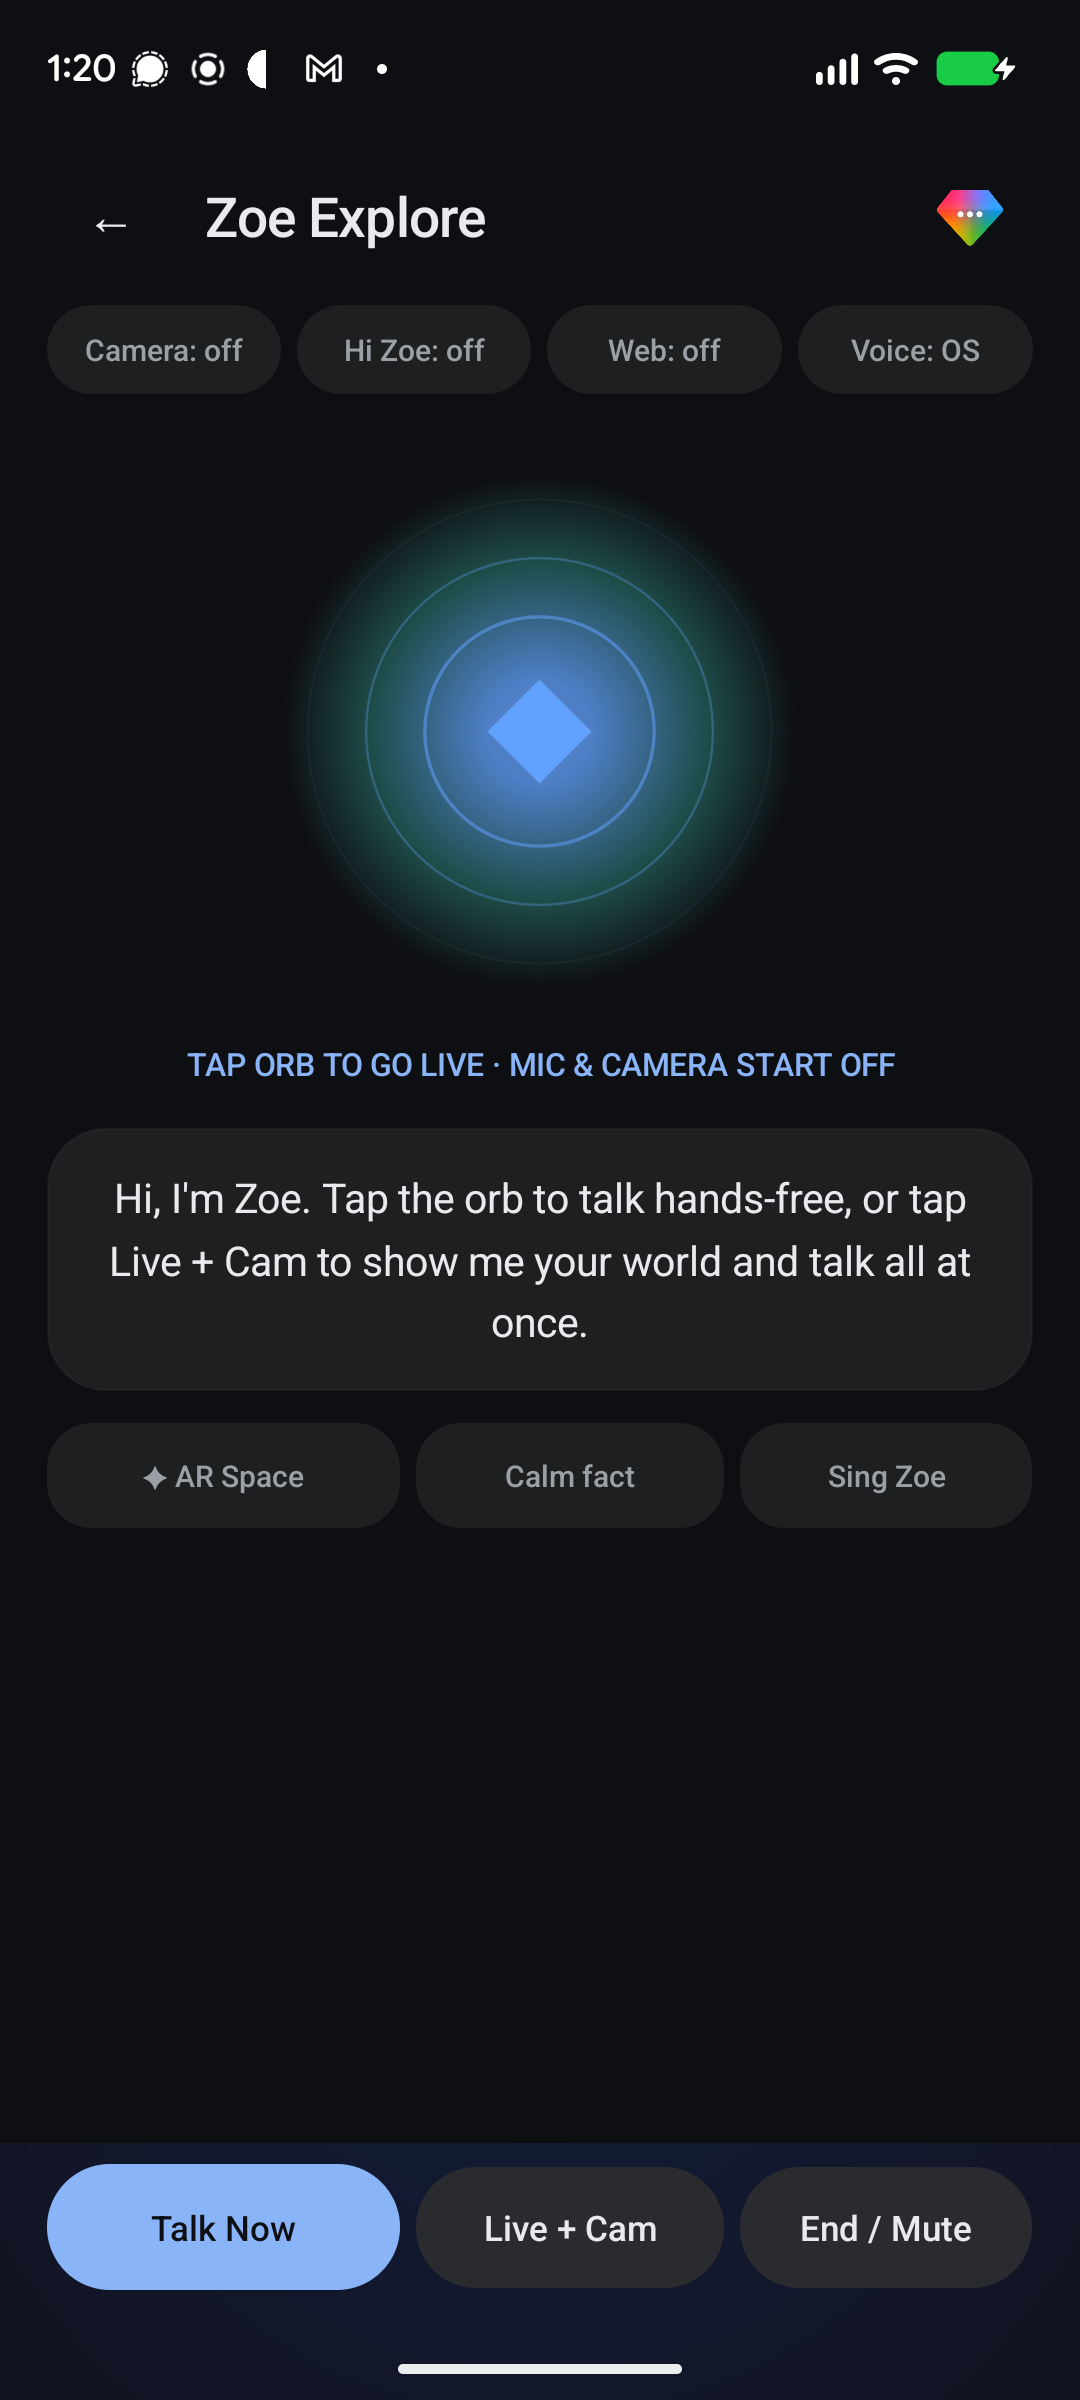 1:20
← Zoe Explore
Camera: off
Hi Zoe: off
Web: off
Voice: OS
TAP ORB TO GO LIVE · MIC & CAMERA START OFF
Hi, I'm Zoe. Tap the orb to talk hands-free, or tap
Live + Cam to show me your world and talk all at
once.
✦ AR Space
Calm fact
Sing Zoe
Talk Now
Live + Cam
End / Mute